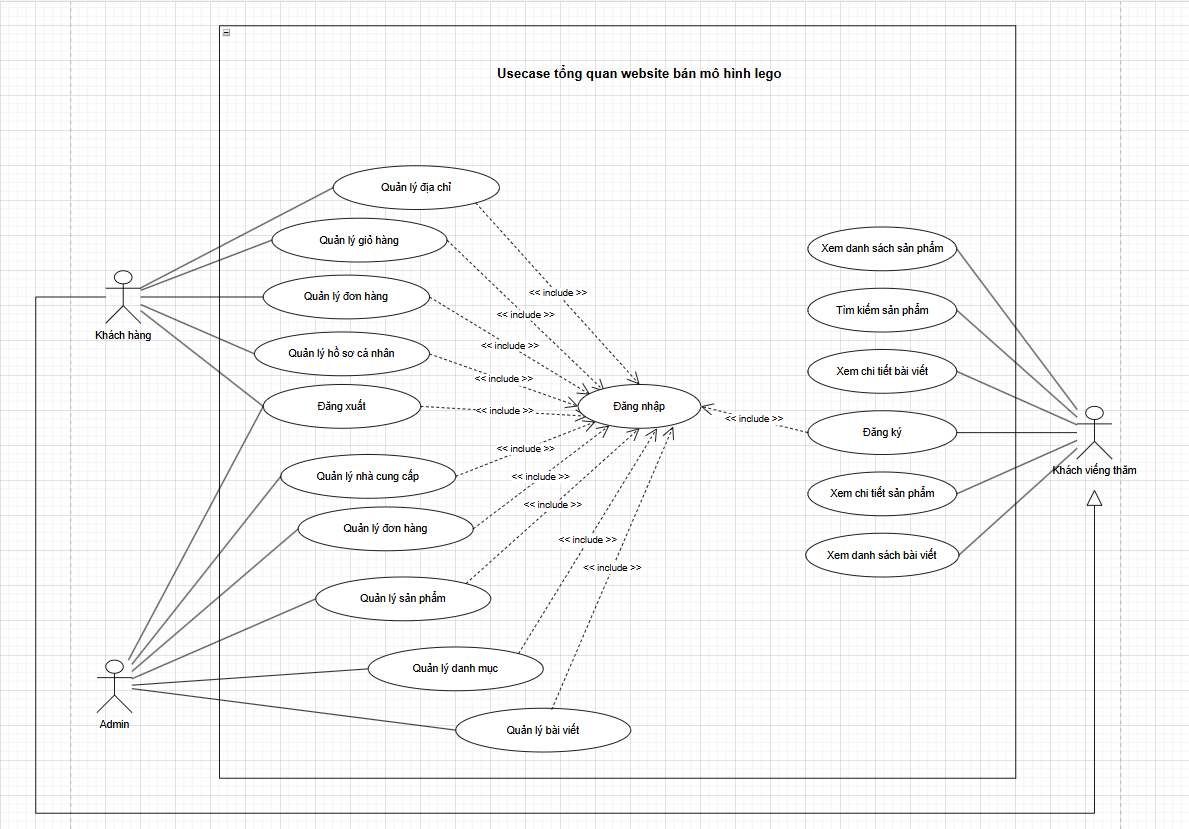 Usecase tổng quan website bán mô hình lego
Quản lý địa chỉ
Quản lý giỏ hàng
Quản lý đơn hàng
Quản lý hồ sơ cá nhân
Đăng xuất
Quản lý nhà cung cấp
Quản lý đơn hàng
Quản lý sản phẩm
Quản lý danh mục
Quản lý bài viết
Khách hàng
Admin
<< include >>
<< include >>
<< include >>
<< include >>
<< include >>
<< include >>
<< include >>
<< include >>
<< include >>
<< include >>
Đăng nhập
<< include >>
Xem danh sách sản phẩm
Tìm kiếm sản phẩm
Xem chi tiết bài viết
Đăng ký
Xem chi tiết sản phẩm
Xem danh sách bài viết
Khách viếng thăm